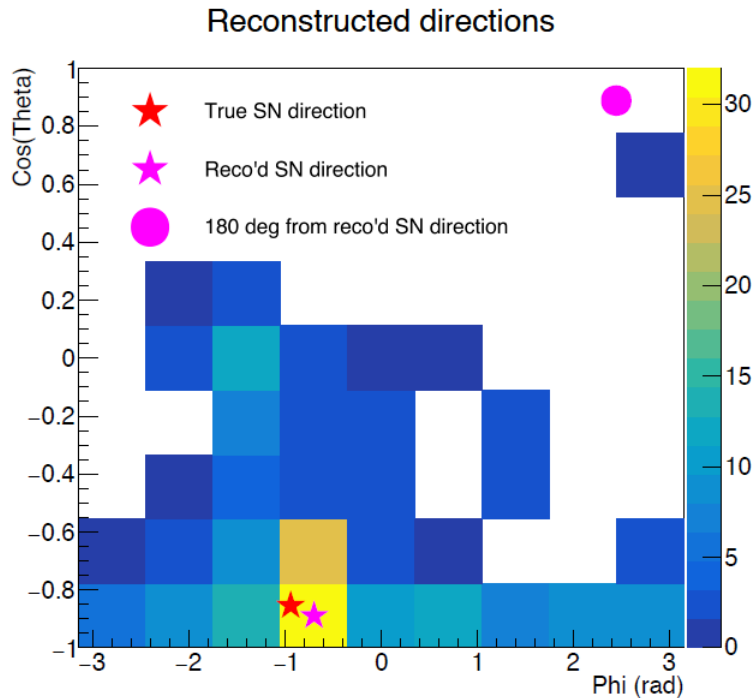 Reconstructed directions
Cos(Theta)
1
0.8
0.6
0.4
0.2
0
−0.2
−0.4
−0.6
−0.8
−1
True SN direction
Reco'd SN direction
180 deg from reco'd SN direction
30
25
20
15
10
5
0
−3 −2 −1 0 1 2 3
Phi (rad)